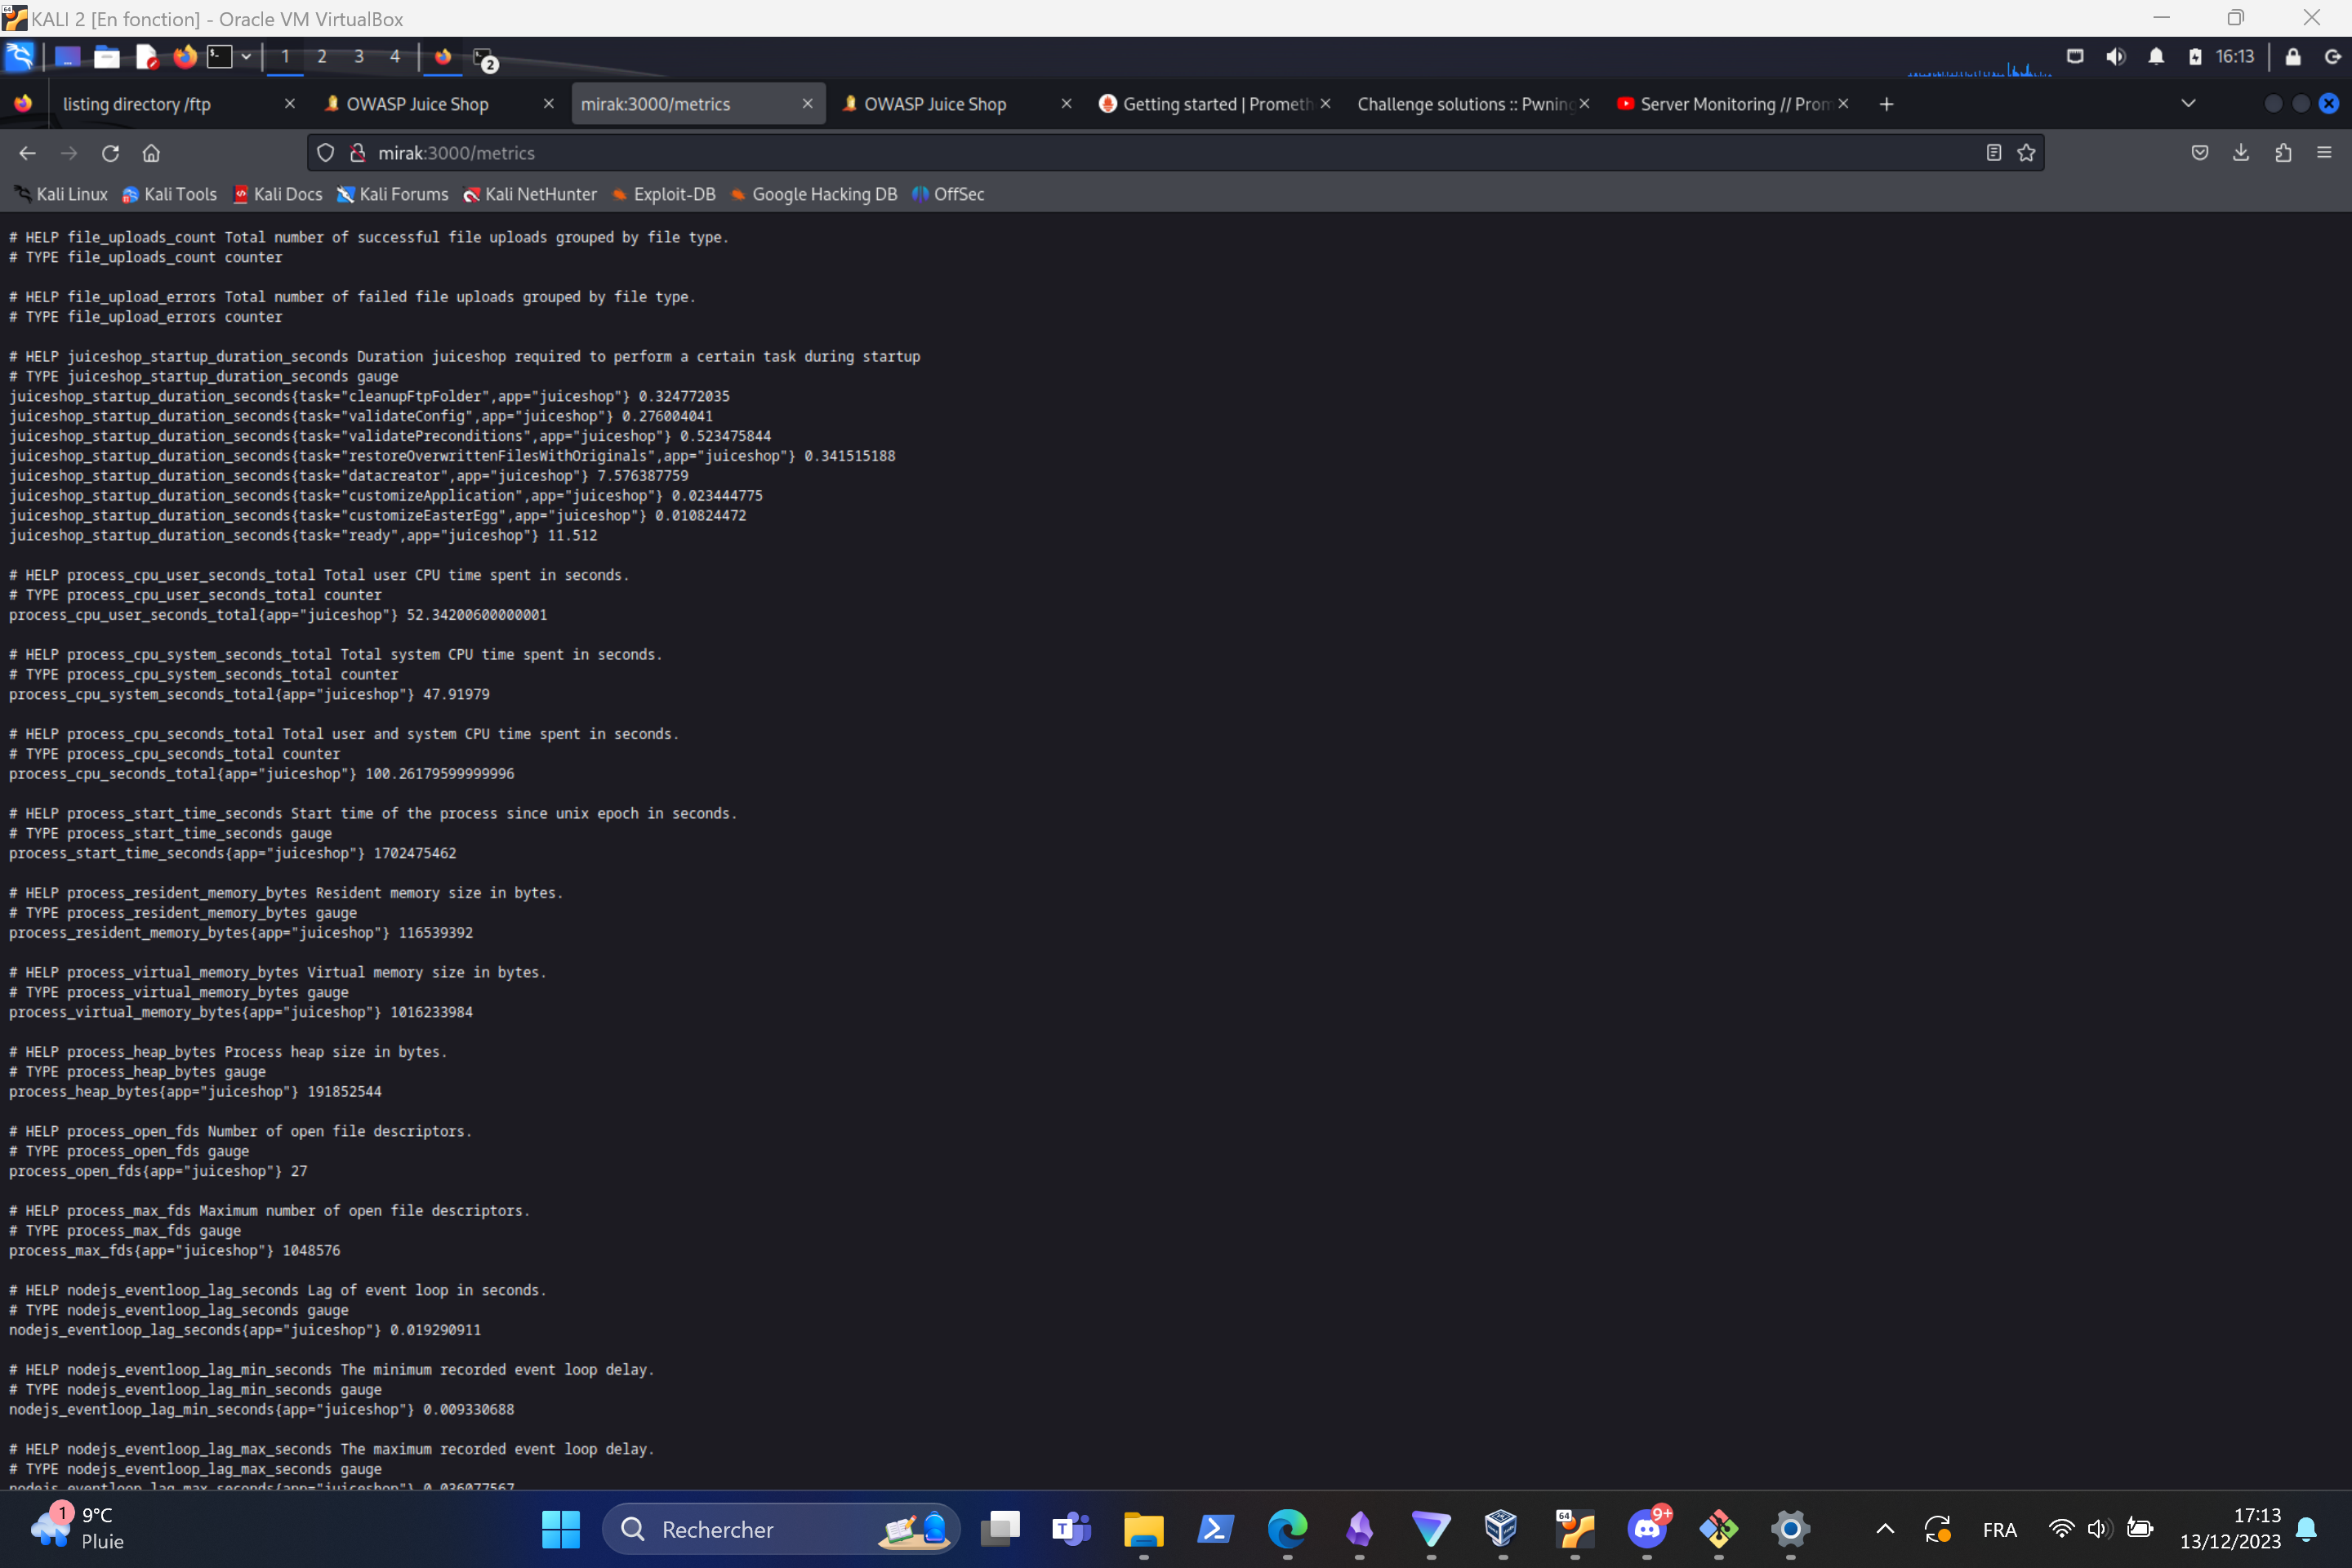 KALI 2 [En fonction] - Oracle VM VirtualBox
1 2 3 4 2 16:13
listing directory /ftp
OWASP Juice Shop
mirak:3000/metrics
OWASP Juice Shop
Getting started | Prometh
Challenge solutions :: Pwning
Server Monitoring // Prom
mirak:3000/metrics
Kali Linux Kali Tools Kali Docs Kali Forums Kali NetHunter Exploit-DB Google Hacking DB OffSec
# HELP file_uploads_count Total number of successful file uploads grouped by file type.
# TYPE file_uploads_count counter
# HELP file_upload_errors Total number of failed file uploads grouped by file type.
# TYPE file_upload_errors counter
# HELP juiceshop_startup_duration_seconds Duration juiceshop required to perform a certain task during startup
# TYPE juiceshop_startup_duration_seconds gauge
juiceshop_startup_duration_seconds{task="cleanupFtpFolder",app="juiceshop"} 0.324772035
juiceshop_startup_duration_seconds{task="validateConfig",app="juiceshop"} 0.276004041
juiceshop_startup_duration_seconds{task="validatePreconditions",app="juiceshop"} 0.523475844
juiceshop_startup_duration_seconds{task="restoreOverwrittenFilesWithOriginals",app="juiceshop"} 0.341515188
juiceshop_startup_duration_seconds{task="datacreator",app="juiceshop"} 7.576387759
juiceshop_startup_duration_seconds{task="customizeApplication",app="juiceshop"} 0.023444775
juiceshop_startup_duration_seconds{task="customizeEasterEgg",app="juiceshop"} 0.010824472
juiceshop_startup_duration_seconds{task="ready",app="juiceshop"} 11.512
# HELP process_cpu_user_seconds_total Total user CPU time spent in seconds.
# TYPE process_cpu_user_seconds_total counter
process_cpu_user_seconds_total{app="juiceshop"} 52.34200600000001
# HELP process_cpu_system_seconds_total Total system CPU time spent in seconds.
# TYPE process_cpu_system_seconds_total counter
process_cpu_system_seconds_total{app="juiceshop"} 47.91979
# HELP process_cpu_seconds_total Total user and system CPU time spent in seconds.
# TYPE process_cpu_seconds_total counter
process_cpu_seconds_total{app="juiceshop"} 100.26179599999996
# HELP process_start_time_seconds Start time of the process since unix epoch in seconds.
# TYPE process_start_time_seconds gauge
process_start_time_seconds{app="juiceshop"} 1702475462
# HELP process_resident_memory_bytes Resident memory size in bytes.
# TYPE process_resident_memory_bytes gauge
process_resident_memory_bytes{app="juiceshop"} 116539392
# HELP process_virtual_memory_bytes Virtual memory size in bytes.
# TYPE process_virtual_memory_bytes gauge
process_virtual_memory_bytes{app="juiceshop"} 1016233984
# HELP process_heap_bytes Process heap size in bytes.
# TYPE process_heap_bytes gauge
process_heap_bytes{app="juiceshop"} 191852544
# HELP process_open_fds Number of open file descriptors.
# TYPE process_open_fds gauge
process_open_fds{app="juiceshop"} 27
# HELP process_max_fds Maximum number of open file descriptors.
# TYPE process_max_fds gauge
process_max_fds{app="juiceshop"} 1048576
# HELP nodejs_eventloop_lag_seconds Lag of event loop in seconds.
# TYPE nodejs_eventloop_lag_seconds gauge
nodejs_eventloop_lag_seconds{app="juiceshop"} 0.019290911
# HELP nodejs_eventloop_lag_min_seconds The minimum recorded event loop delay.
# TYPE nodejs_eventloop_lag_min_seconds gauge
nodejs_eventloop_lag_min_seconds{app="juiceshop"} 0.009330688
# HELP nodejs_eventloop_lag_max_seconds The maximum recorded event loop delay.
# TYPE nodejs_eventloop_lag_max_seconds gauge
nodejs_eventloop_lag_max_seconds{app="juiceshop"} 0.036077567
1 9°C
Pluie
Rechercher
64
9+
FRA
17:13
13/12/2023